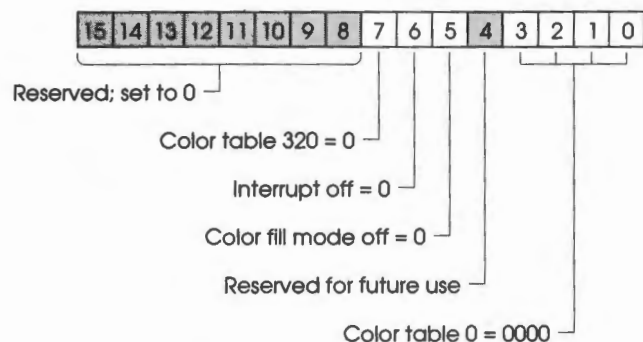 15 14 13 12 11 10 9 8 7 6 5 4 3 2 1 0
Reserved; set to 0
Color table 320 = 0
Interrupt off = 0
Color fill mode off = 0
Reserved for future use
Color table 0 = 0000